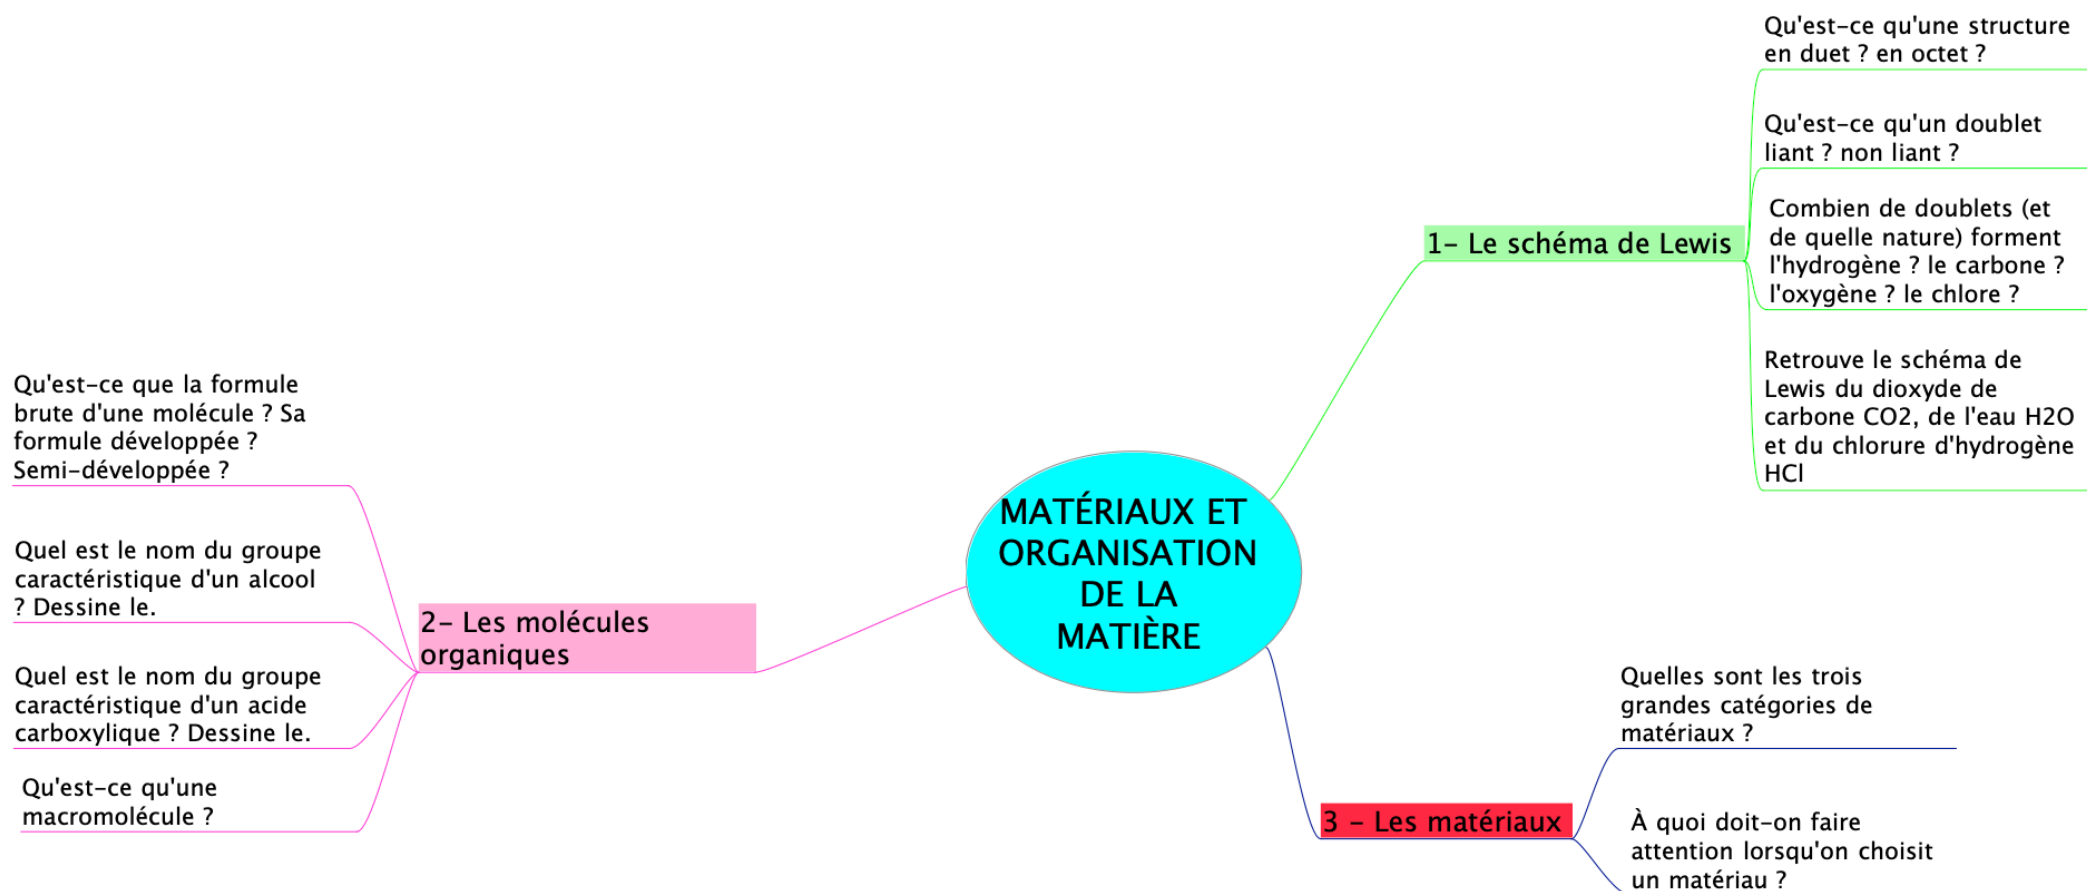 MATÉRIAUX ET
ORGANISATION
DE LA
MATIÈRE
1- Le schéma de Lewis
Qu'est-ce qu'une structure
en duet ? en octet ?
Qu'est-ce qu'un doublet
liant ? non liant ?
Combien de doublets (et
de quelle nature) forment
l'hydrogène ? le carbone ?
l'oxygène ? le chlore ?
Retrouve le schéma de
Lewis du dioxyde de
carbone CO2, de l'eau H2O
et du chlorure d'hydrogène
HCl
2- Les molécules
organiques
Qu'est-ce que la formule
brute d'une molécule ? Sa
formule développée ?
Semi-développée ?
Quel est le nom du groupe
caractéristique d'un alcool
? Dessine le.
Quel est le nom du groupe
caractéristique d'un acide
carboxylique ? Dessine le.
Qu'est-ce qu'une
macromolécule ?
3 - Les matériaux
Quelles sont les trois
grandes catégories de
matériaux ?
À quoi doit-on faire
attention lorsqu'on choisit
un matériau ?